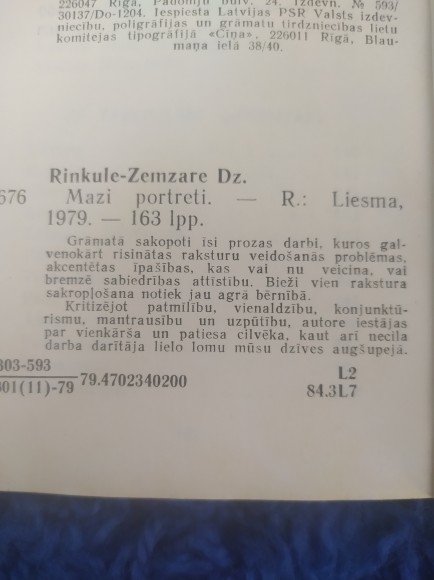 226047 Rīgā, Padomju bulv. 24. Izdevn. № 593/
30137/Do-1204. Iespiesta Latvijas PSR Valsts izdev-
niecību, poligrāfijas un grāmatu tirdzniecības lietu
komitejas tipogrāfijā «Cīņa», 226011 Rīgā, Blau-
maņa ielā 38/40.
Rinkule-Zemzare Dz.
676 Mazi portreti. — R.: Liesma,
1979. — 163 lpp.
Grāmatā sakopoti īsi prozas darbi, kuros gal-
venokārt risinātas raksturu veidošanās problēmas,
akcentētas īpašības, kas vai nu veicina, vai
bremzē sabiedrības attīstību. Bieži vien rakstura
sakropļošana notiek jau agrā bērnībā.
Kritizējot patmīlību, vienaldzību, konjunktū-
rismu, mantrausību un uzpūtību, autore iestājas
par vienkārša un patiesa cilvēka, kaut arī necila
darba darītāja lielo lomu mūsu dzīves augšupejā.
303-593
801(11)-79 79.4702340200
L2
84.3L7